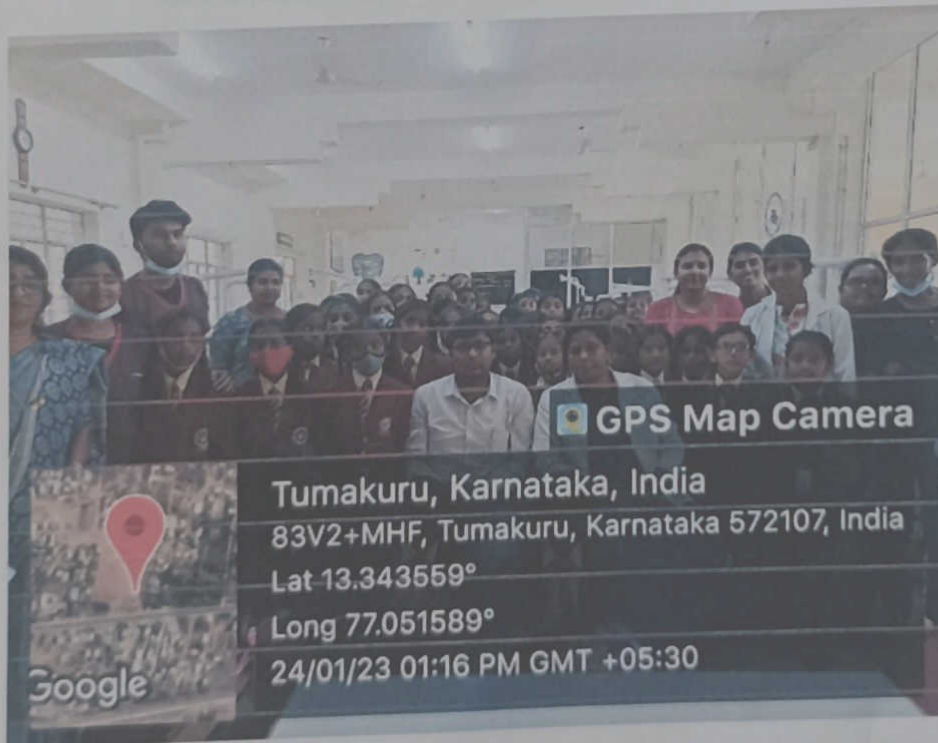 GPS Map Camera
Tumakuru, Karnataka, India
83V2+MHF, Tumakuru, Karnataka 572107, India
Lat 13.343559°
Long 77.051589°
24/01/23 01:16 PM GMT +05:30
Google